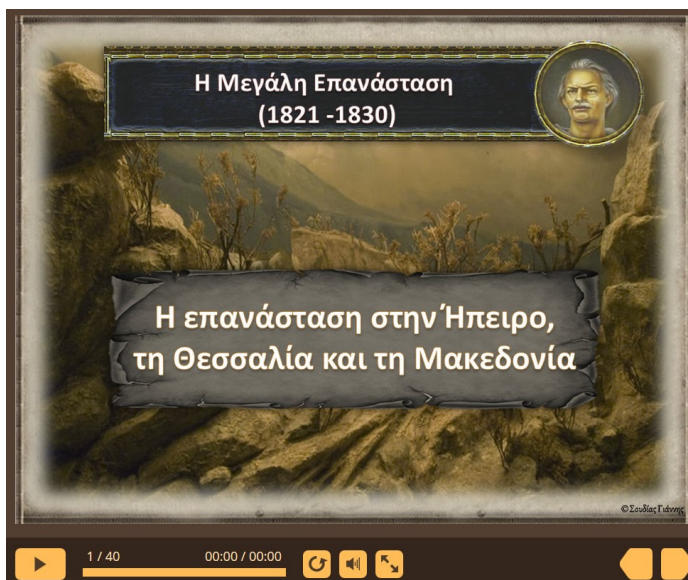 Η Μεγάλη Επανάσταση
(1821 -1830)
Η επανάσταση στην Ήπειρο,
τη Θεσσαλία και τη Μακεδονία
©Σουδίας Γιάννης
1 / 40
00:00 / 00:00